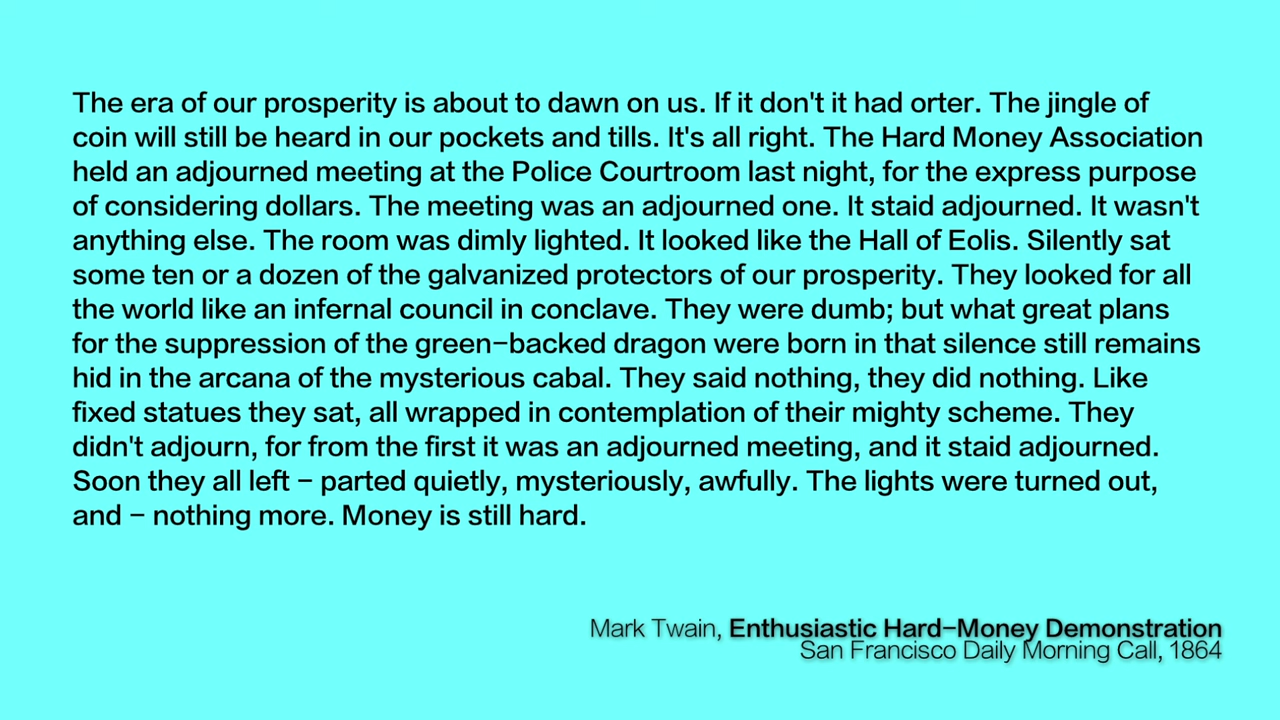 The era of our prosperity is about to dawn on us. If it don't it had orter. The jingle of
coin will still be heard in our pockets and tills. It's all right. The Hard Money Association
held an adjourned meeting at the Police Courtroom last night, for the express purpose
of considering dollars. The meeting was an adjourned one. It staid adjourned. It wasn't
anything else. The room was dimly lighted. It looked like the Hall of Eolis. Silently sat
some ten or a dozen of the galvanized protectors of our prosperity. They looked for all
the world like an infernal council in conclave. They were dumb; but what great plans
for the suppression of the green–backed dragon were born in that silence still remains
hid in the arcana of the mysterious cabal. They said nothing, they did nothing. Like
fixed statues they sat, all wrapped in contemplation of their mighty scheme. They
didn't adjourn, for from the first it was an adjourned meeting, and it staid adjourned.
Soon they all left – parted quietly, mysteriously, awfully. The lights were turned out,
and – nothing more. Money is still hard.
Mark Twain, Enthusiastic Hard–Money Demonstration
San Francisco Daily Morning Call, 1864